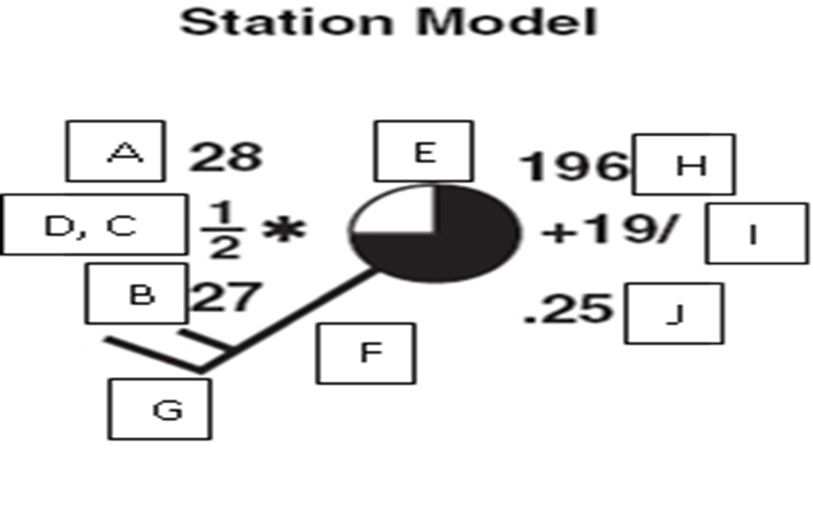 Station Model
A 28 E 196 H
D, C 1/2 * +19/ I
B 27 .25 J
F
G